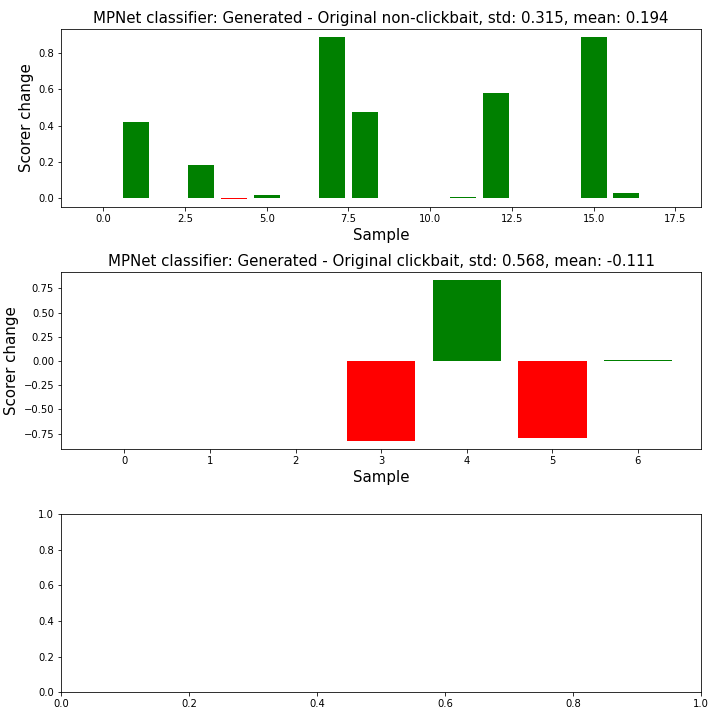 MPNet classifier: Generated - Original non-clickbait, std: 0.315, mean: 0.194
Scorer change
0.8
0.6
0.4
0.2
0.0
0.0 2.5 5.0 7.5 10.0 12.5 15.0 17.5
Sample
MPNet classifier: Generated - Original clickbait, std: 0.568, mean: -0.111
Scorer change
0.75
0.50
0.25
0.00
−0.25
−0.50
−0.75
0 1 2 3 4 5 6
Sample
1.0
0.8
0.6
0.4
0.2
0.0
0.0 0.2 0.4 0.6 0.8 1.0